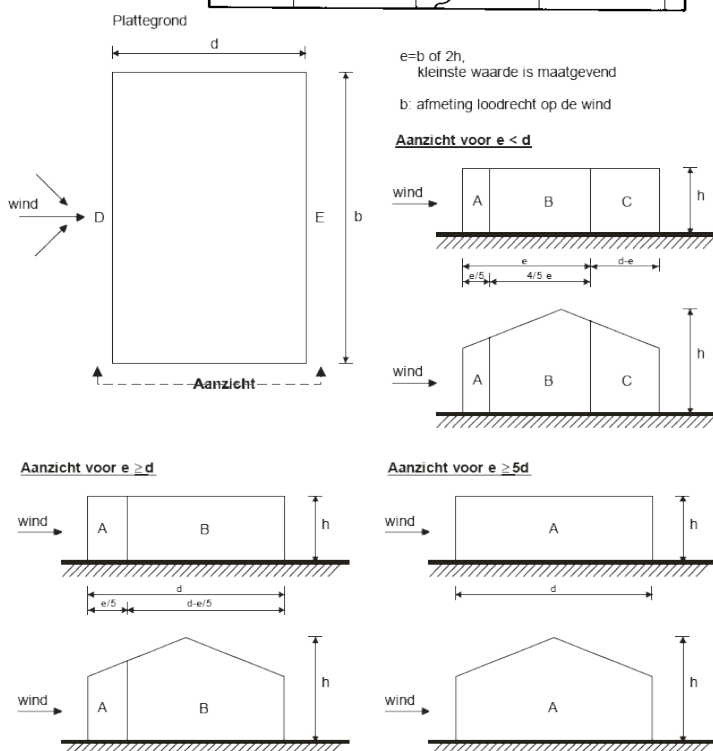 Plattegrond
d
e=b of 2h,
kleinste waarde is maatgevend
b: afmeting loodrecht op de wind
wind
D
E
b
Aanzicht
Aanzicht voor e < d
wind
A
B
C
h
e
d-e
e/5
4/5 e
wind
A
B
C
h
Aanzicht voor e ≥d
wind
A
B
h
d
e/5
d-e/5
wind
A
B
h
Aanzicht voor e ≥5d
wind
A
h
d
wind
A
h